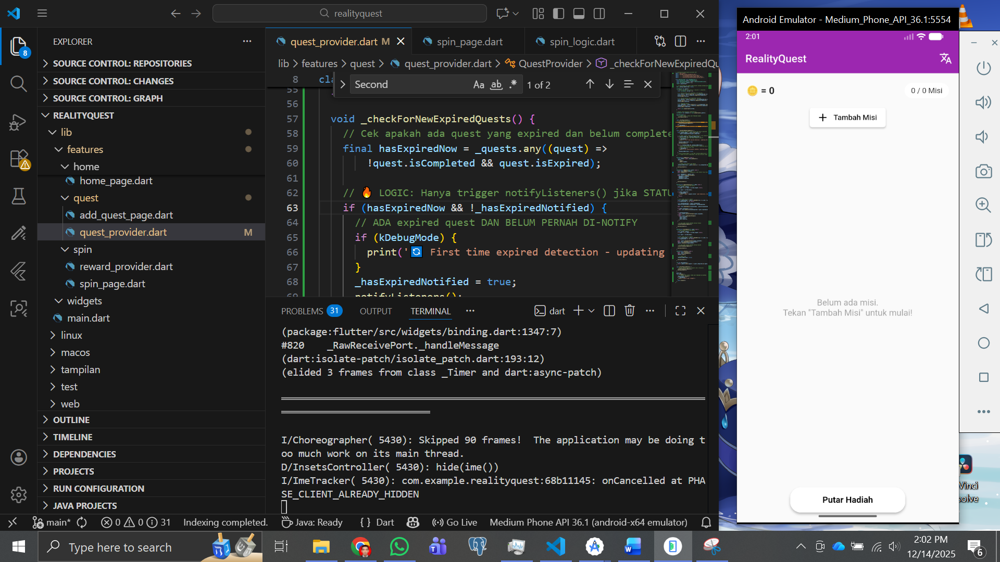 realityquest
EXPLORER
SOURCE CONTROL: REPOSITORIES
SOURCE CONTROL: CHANGES
SOURCE CONTROL: GRAPH
REALITYQUEST
lib
features
home
home_page.dart
quest
add_quest_page.dart
quest_provider.dart M
spin
reward_provider.dart
spin_page.dart
widgets
main.dart
linux
macos
tampilan
test
web
OUTLINE
TIMELINE
DEPENDENCIES
PROJECTS
RUN CONFIGURATION
JAVA PROJECTS
8
quest_provider.dart M
spin_page.dart
spin_logic.dart
lib > features > quest > quest_provider.dart > QuestProvider > _checkForNewExpiredQu
Second
Aa ab .*
1 of 2
8 cla
55
56
57 void _checkForNewExpiredQuests() {
58 // Cek apakah ada quest yang expired dan belum complete
59 final hasExpiredNow = _quests.any((quest) =>
60 !quest.isCompleted && quest.isExpired);
61
62 // 🔥 LOGIC: Hanya trigger notifyListeners() jika STATU
63 if (hasExpiredNow && !_hasExpiredNotified) {
64 // ADA expired quest DAN BELUM PERNAH DI-NOTIFY
65 if (kDebugMode) {
66 print('🔄 First time expired detection - updating
67 }
68 _hasExpiredNotified = true;
69 notifyListeners();
PROBLEMS 31
OUTPUT
TERMINAL
dart
(package:flutter/src/widgets/binding.dart:1347:7)
#820 _RawReceivePort._handleMessage
(dart:isolate-patch/isolate_patch.dart:193:12)
(elided 3 frames from class _Timer and dart:async-patch)
I/Choreographer( 5430): Skipped 90 frames! The application may be doing t
oo much work on its main thread.
D/InsetsController( 5430): hide(ime())
I/ImeTracker( 5430): com.example.realityquest:68b11145: onCancelled at PHA
SE_CLIENT_ALREADY_HIDDEN
main*
0 0 31
Indexing completed.
Java: Ready
{ } Dart
Go Live
Medium Phone API 36.1 (android-x64 emulator)
Android Emulator - Medium_Phone_API_36.1:5554
2:01
RealityQuest
= 0
0 / 0 Misi
+ Tambah Misi
Belum ada misi.
Tekan "Tambah Misi" untuk mulai!
Putar Hadiah
Vinci
solve
Type here to search
2:02 PM
12/14/2025
6